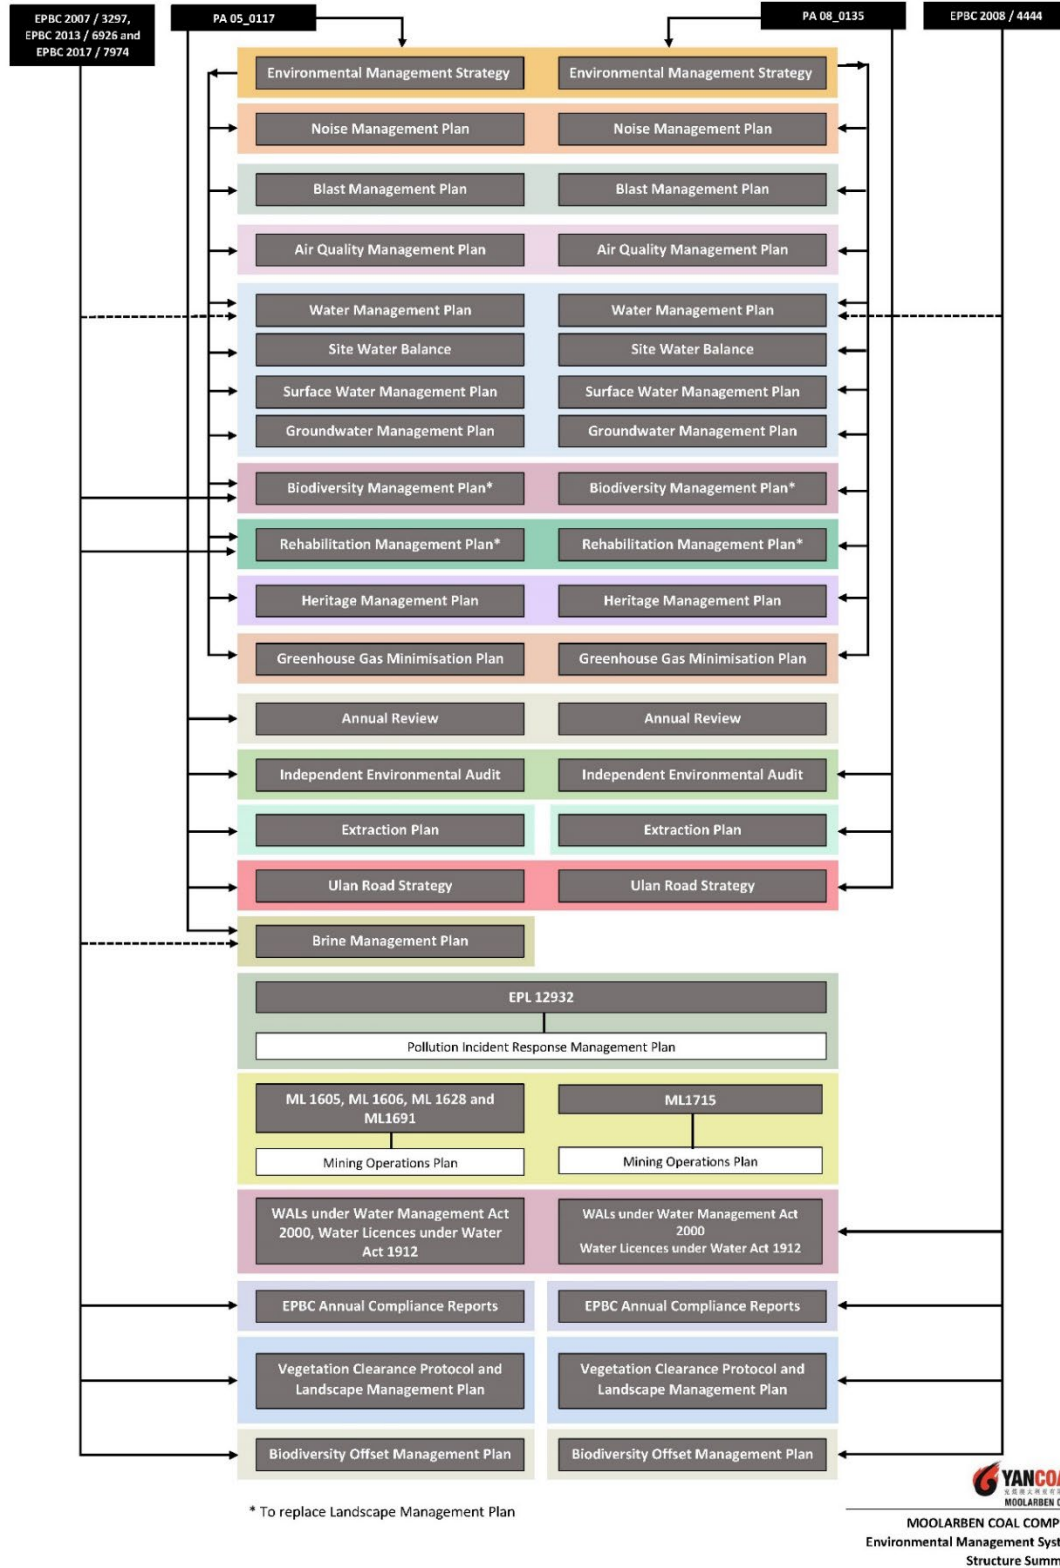 EPBC 2007 / 3297,
EPBC 2013 / 6926 and
EPBC 2017 / 7974
PA 05_0117
PA 08_0135
EPBC 2008 / 4444
Environmental Management Strategy
Environmental Management Strategy
Noise Management Plan
Noise Management Plan
Blast Management Plan
Blast Management Plan
Air Quality Management Plan
Air Quality Management Plan
Water Management Plan
Water Management Plan
Site Water Balance
Site Water Balance
Surface Water Management Plan
Surface Water Management Plan
Groundwater Management Plan
Groundwater Management Plan
Biodiversity Management Plan*
Biodiversity Management Plan*
Rehabilitation Management Plan*
Rehabilitation Management Plan*
Heritage Management Plan
Heritage Management Plan
Greenhouse Gas Minimisation Plan
Greenhouse Gas Minimisation Plan
Annual Review
Annual Review
Independent Environmental Audit
Independent Environmental Audit
Extraction Plan
Extraction Plan
Ulan Road Strategy
Ulan Road Strategy
Brine Management Plan
EPL 12932
Pollution Incident Response Management Plan
ML 1605, ML 1606, ML 1628 and
ML1691
Mining Operations Plan
ML1715
Mining Operations Plan
WALs under Water Management Act
2000, Water Licences under Water
Act 1912
WALs under Water Management Act
2000
Water Licences under Water Act 1912
EPBC Annual Compliance Reports
EPBC Annual Compliance Reports
Vegetation Clearance Protocol and
Landscape Management Plan
Vegetation Clearance Protocol and
Landscape Management Plan
Biodiversity Offset Management Plan
Biodiversity Offset Management Plan
* To replace Landscape Management Plan
YANCOA
MOOLARBEN C
MOOLARBEN COAL COMP
Environmental Management Syst
Structure Summ